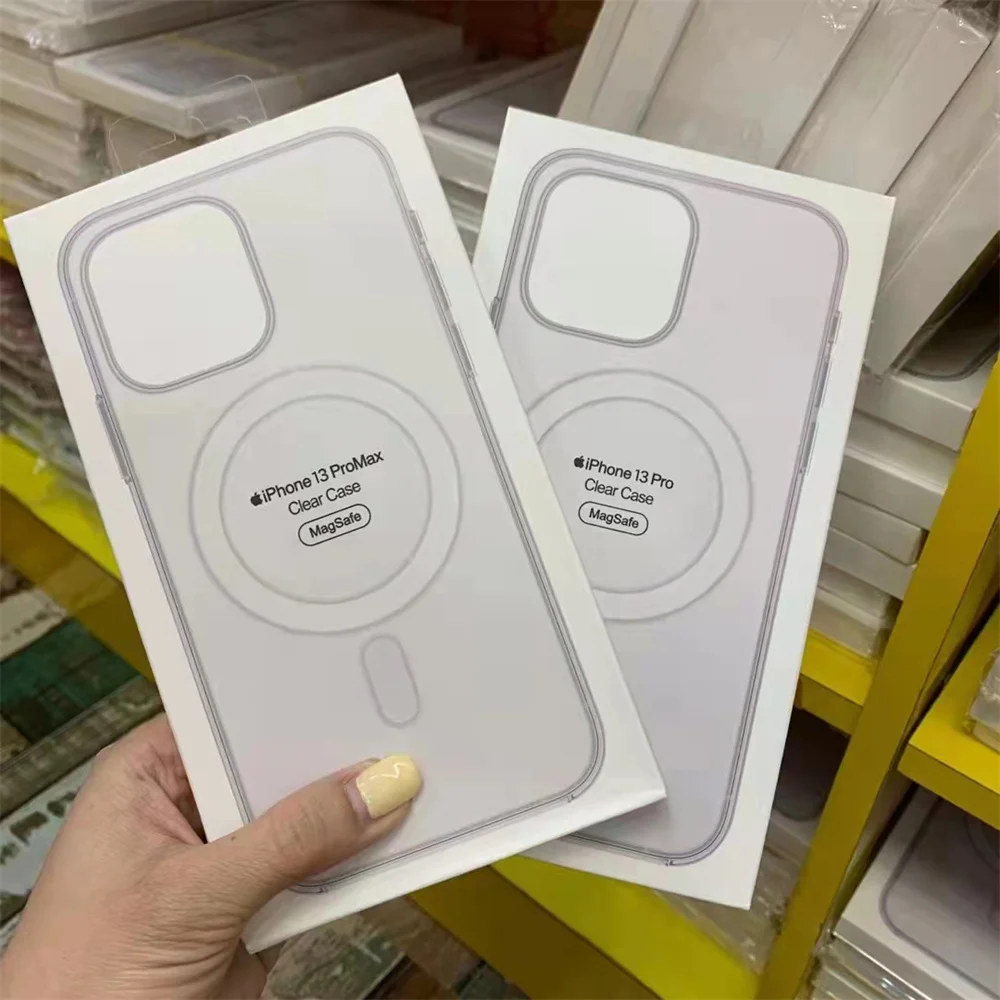 iPhone 13 ProMax
Clear Case
MagSafe
iPhone 13 Pro
Clear Case
MagSafe